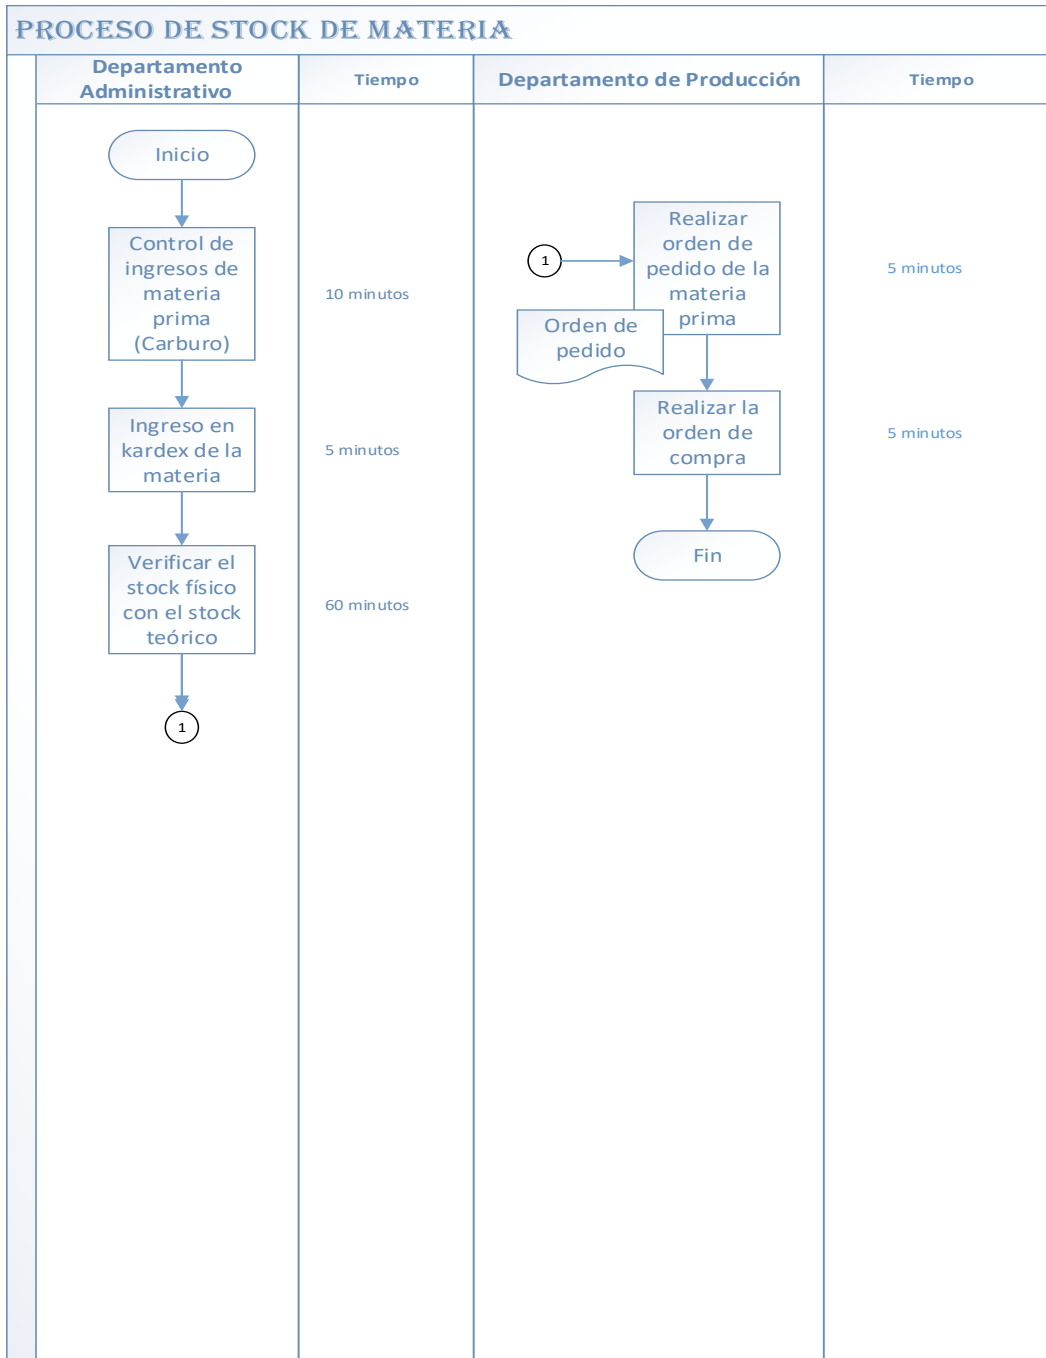 PROCESO DE STOCK DE MATERIA
Departamento
Administrativo
Tiempo
Departamento de Producción
Tiempo
Inicio
Control de
ingresos de
materia
prima
(Carburo)
10 minutos
Ingreso en
kardex de la
materia
5 minutos
Verificar el
stock físico
con el stock
teórico
60 minutos
1
1
Realizar
orden de
pedido de la
materia
prima
5 minutos
Orden de
pedido
Realizar la
orden de
compra
5 minutos
Fin